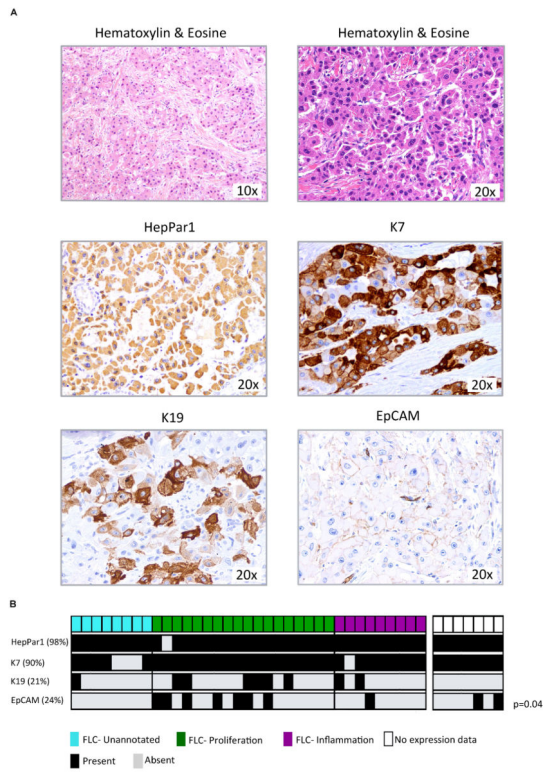 A
Hematoxylin & Eosine
Hematoxylin & Eosine
10x
20x
HepPar1
K7
20x
20x
K19
EpCAM
20x
20x
B
HepPar1 (98%)
K7 (90%)
K19 (21%)
EpCAM (24%)
p=0.04
FLC- Unannotated
FLC- Proliferation
FLC- Inflammation
No expression data
Present
Absent